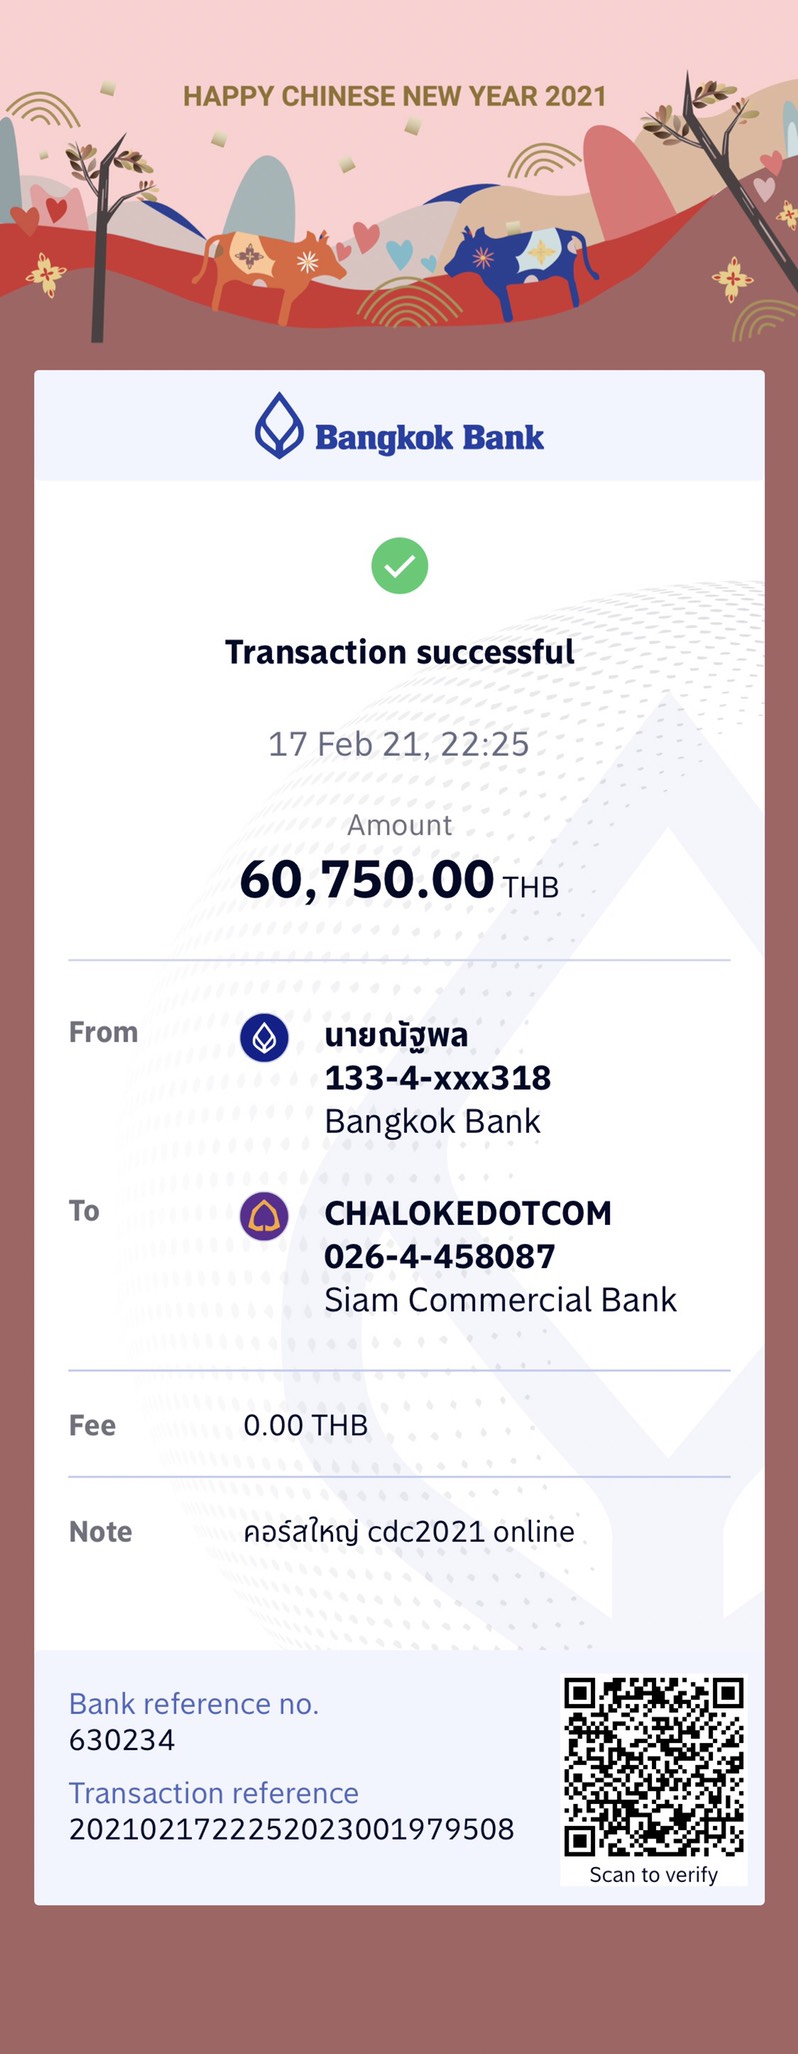 HAPPY CHINESE NEW YEAR 2021
Bangkok Bank
Transaction successful
17 Feb 21, 22:25
Amount
60,750.00 THB
From
นายณัฐพล
133-4-xxx318
Bangkok Bank
To
CHALOKEDOTCOM
026-4-458087
Siam Commercial Bank
Fee
0.00 THB
Note
คอร์สใหญ่ cdc2021 online
Bank reference no.
630234
Transaction reference
2021021722252023001979508
Scan to verify